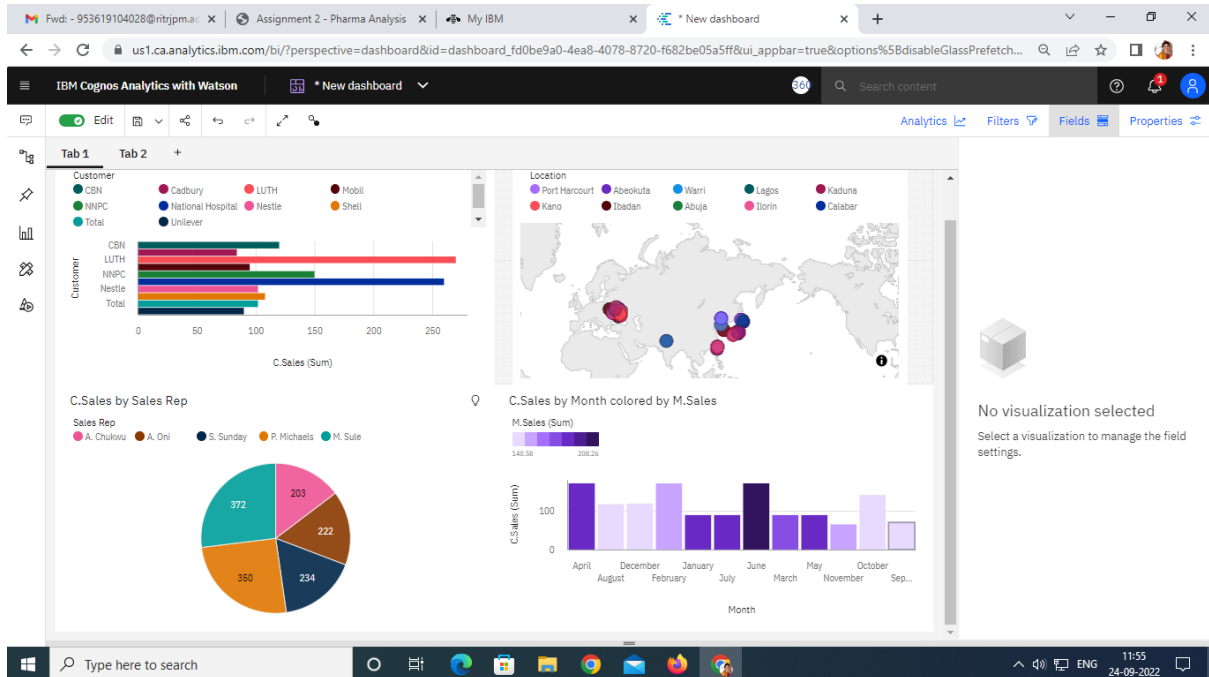 Fwd: - 953619104028@ritrjpm.ac
Assignment 2 - Pharma Analysis
My IBM
* New dashboard
us1.ca.analytics.ibm.com/bi/?perspective=dashboard&id=dashboard_fd0be9a0-4ea8-4078-8720-f682be05a5ff&ui_appbar=true&options%5BdisableGlassPrefetch...
IBM Cognos Analytics with Watson
* New dashboard
360
Search content
1
Edit
Analytics
Filters
Fields
Properties
Tab 1 Tab 2 +
Customer
CBN Cadbury LUTH Mobil
NNPC National Hospital Nestle Shell
Total Unilever
Customer
CBN
LUTH
NNPC
Nestle
Total
0 50 100 150 200 250
C.Sales (Sum)
Location
Port Harcourt Abeokuta Warri Lagos Kaduna
Kano Ibadan Abuja Ilorin Calabar
C.Sales by Sales Rep
Sales Rep
A. Chukwu A. Oni S. Sunday P. Michaels M. Sule
203
222
234
350
372
C.Sales by Month colored by M.Sales
M.Sales (Sum)
140.58 208.26
C.Sales (Sum)
100
0
April December January June May October
August February July March November Sep...
Month
No visualization selected
Select a visualization to manage the field
settings.
Type here to search
ENG
11:55
24-09-2022